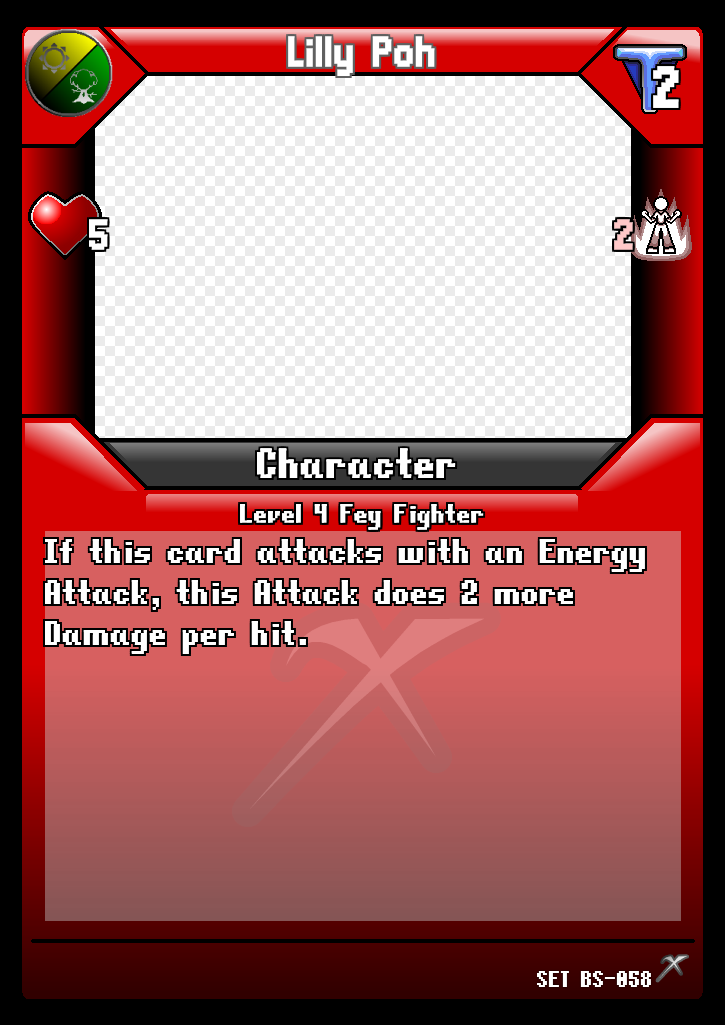 Lilly Poh
2
5
2
Character
Level 4 Fey Fighter
If this card attacks with an Energy
Attack, this Attack does 2 more
Damage per hit.
SET BS-058